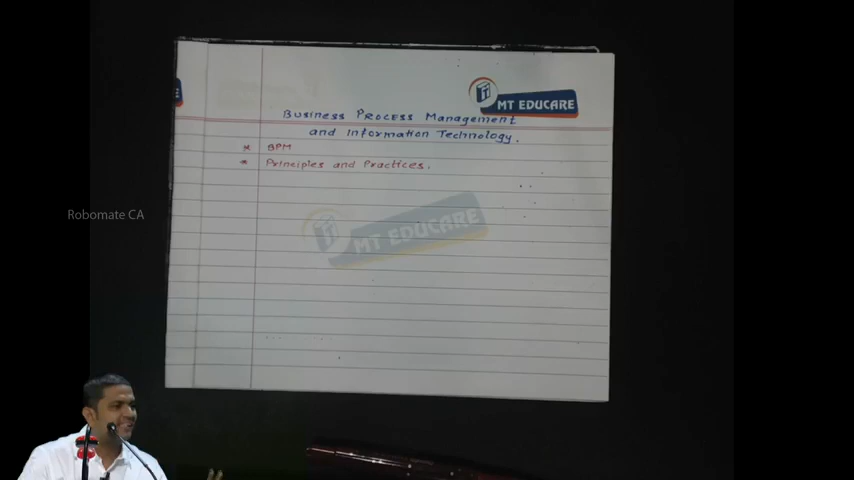 MT EDUCARE
Business Process Management
and Information Technology.
* BPM
* Principles and Practices.
Robomate CA
MT EDUCARE